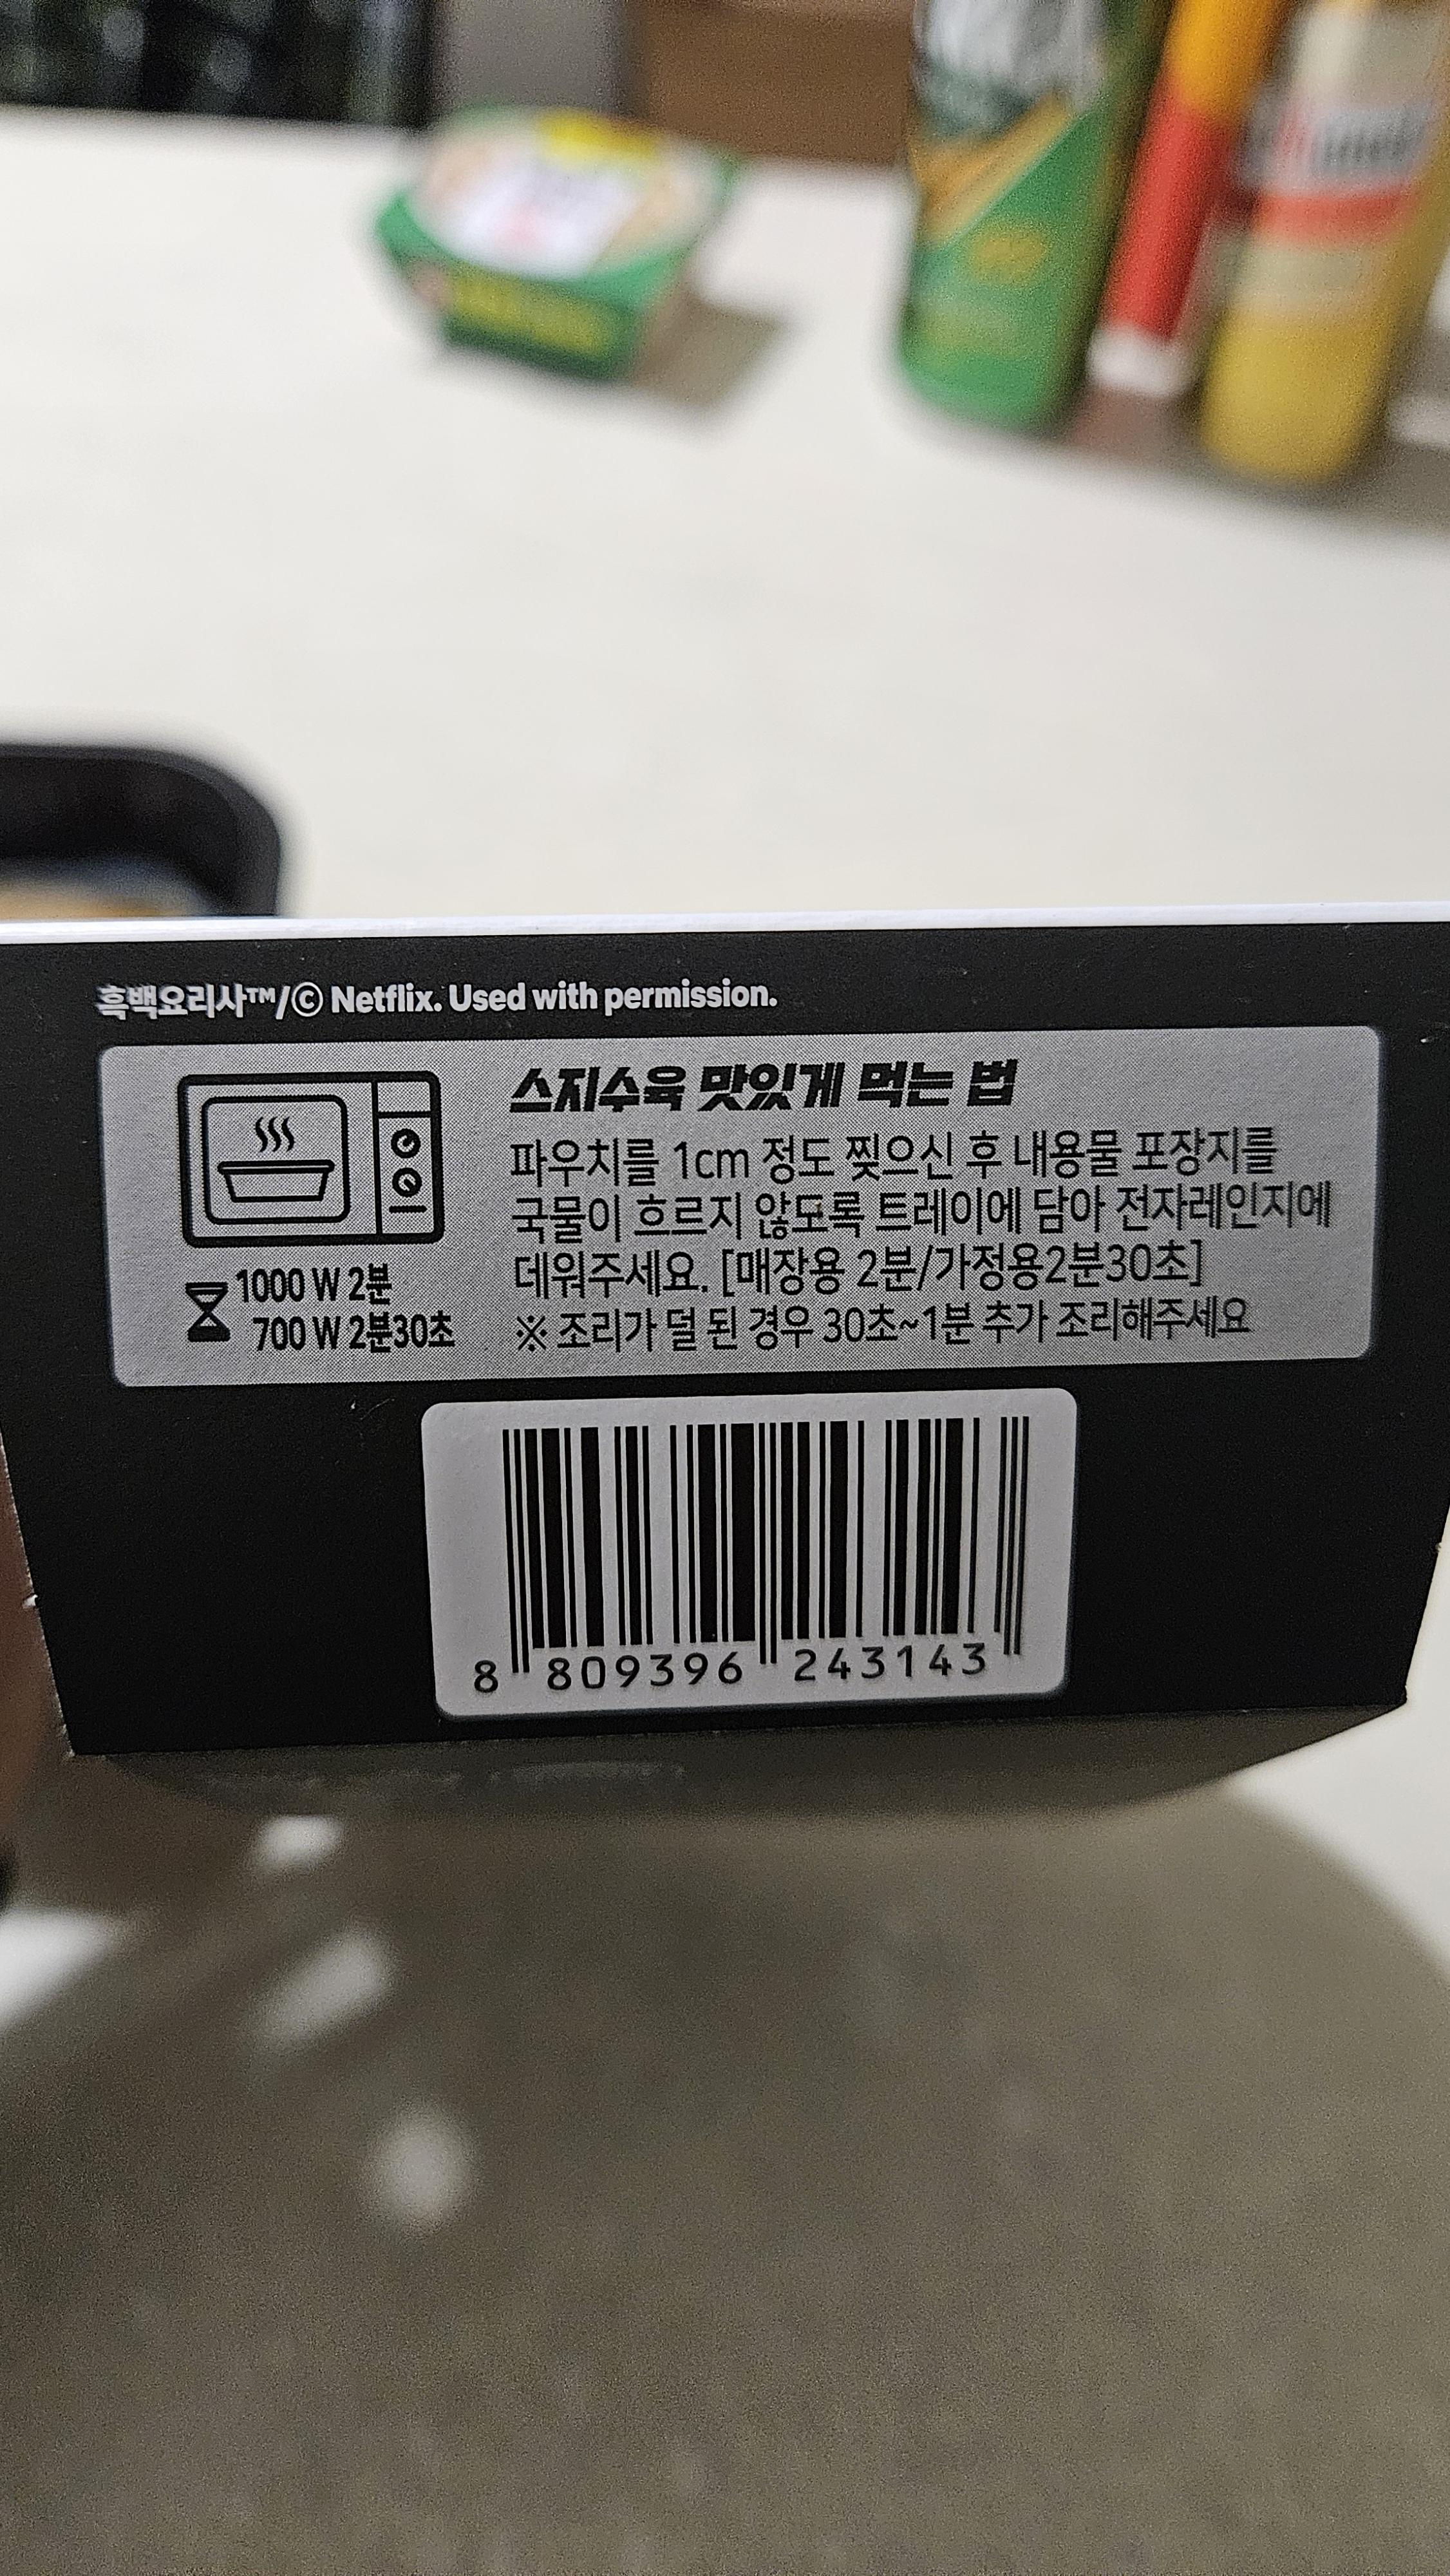 흑백요리사™/© Netflix. Used with permission.
스지수육 맛있게 먹는 법
파우치를 1cm 정도 찢으신 후 내용물 포장지를
국물이 흐르지 않도록 트레이에 담아 전자레인지에
데워주세요. [매장용 2분/가정용2분30초]
※ 조리가 덜 된 경우 30초~1분 추가 조리해주세요
1000 W 2분
700 W 2분30초
8 809396 243143